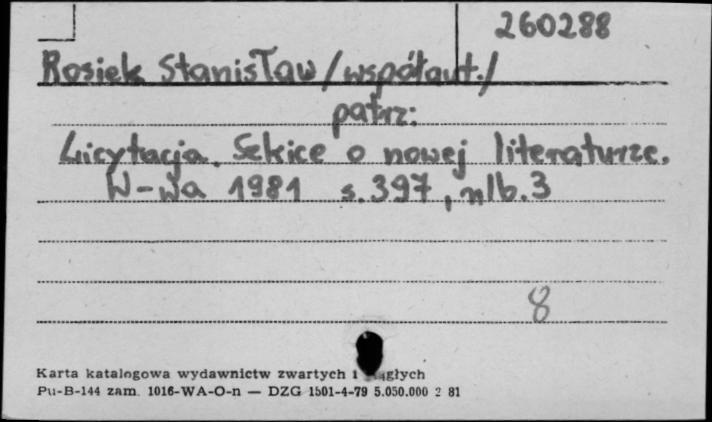 260288
Rosiek Stanisław /współaut./
patrz:
Licytacja. Szkice o nowej literaturze.
W-wa 1981 s. 397, nlb. 3
8
Karta katalogowa wydawnictw zwartych i
Pu-B-144 zam. 1016-WA-O-n — DZG 1501-4-79 5.050.000 2 81